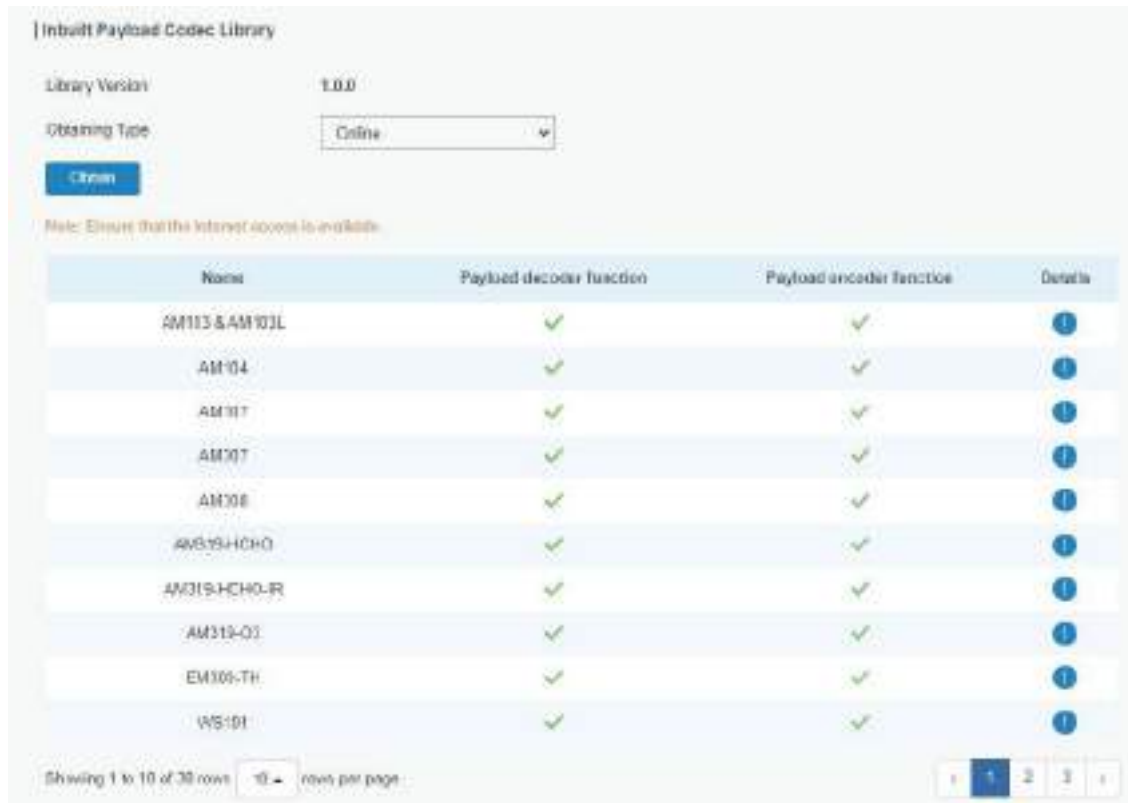 Inbuilt Payload Codec Library
Library Version 1.0.0
Obtaining Type Online
Obtain
Note: Ensure that the Internet access is available.
Name Payload decoder function Payload encoder function Details
AM103 & AM103L
AM104
AM107
AM307
AM308
AM319-HCHO
AM319-HCHO-IR
AM319-O3
EM300-TH
WS101
Showing 1 to 10 of 30 rows 10 rows per page
‹ 1 2 3 ›